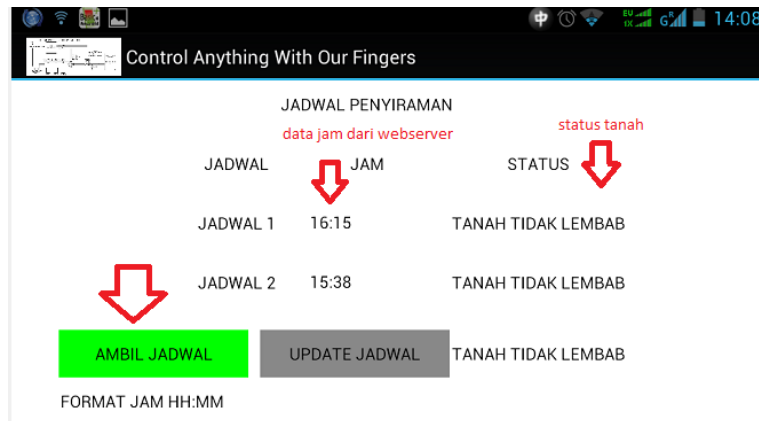 14:08
Control Anything With Our Fingers
JADWAL PENYIRAMAN
data jam dari webserver
status tanah
JADWAL JAM STATUS
JADWAL 1 16:15 TANAH TIDAK LEMBAB
JADWAL 2 15:38 TANAH TIDAK LEMBAB
AMBIL JADWAL UPDATE JADWAL TANAH TIDAK LEMBAB
FORMAT JAM HH:MM